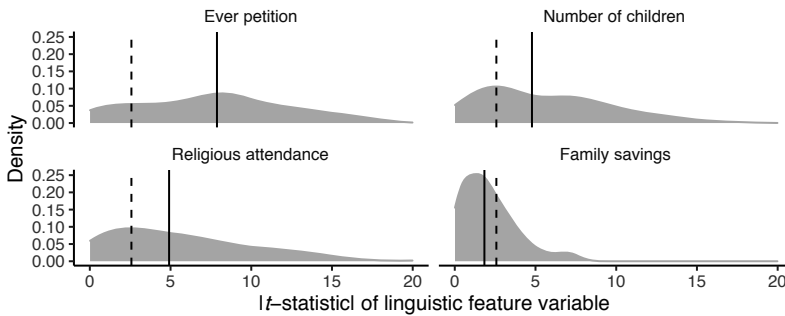 Ever petition
Number of children
0.25
0.20
0.15
0.10
0.05
0.00
Religious attendance
Family savings
0.25
0.20
0.15
0.10
0.05
0.00
0 5 10 15 20
0 5 10 15 20
Density
|t–statistic| of linguistic feature variable